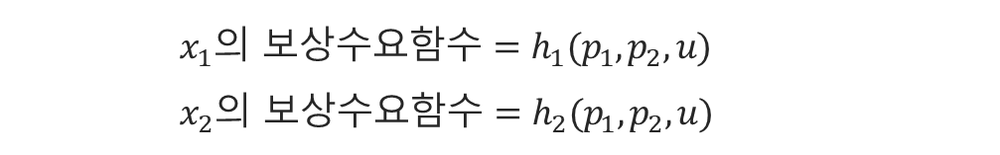 x₁의 보상수요함수 = h₁(p₁,p₂,u)
x₂의 보상수요함수 = h₂(p₁,p₂,u)